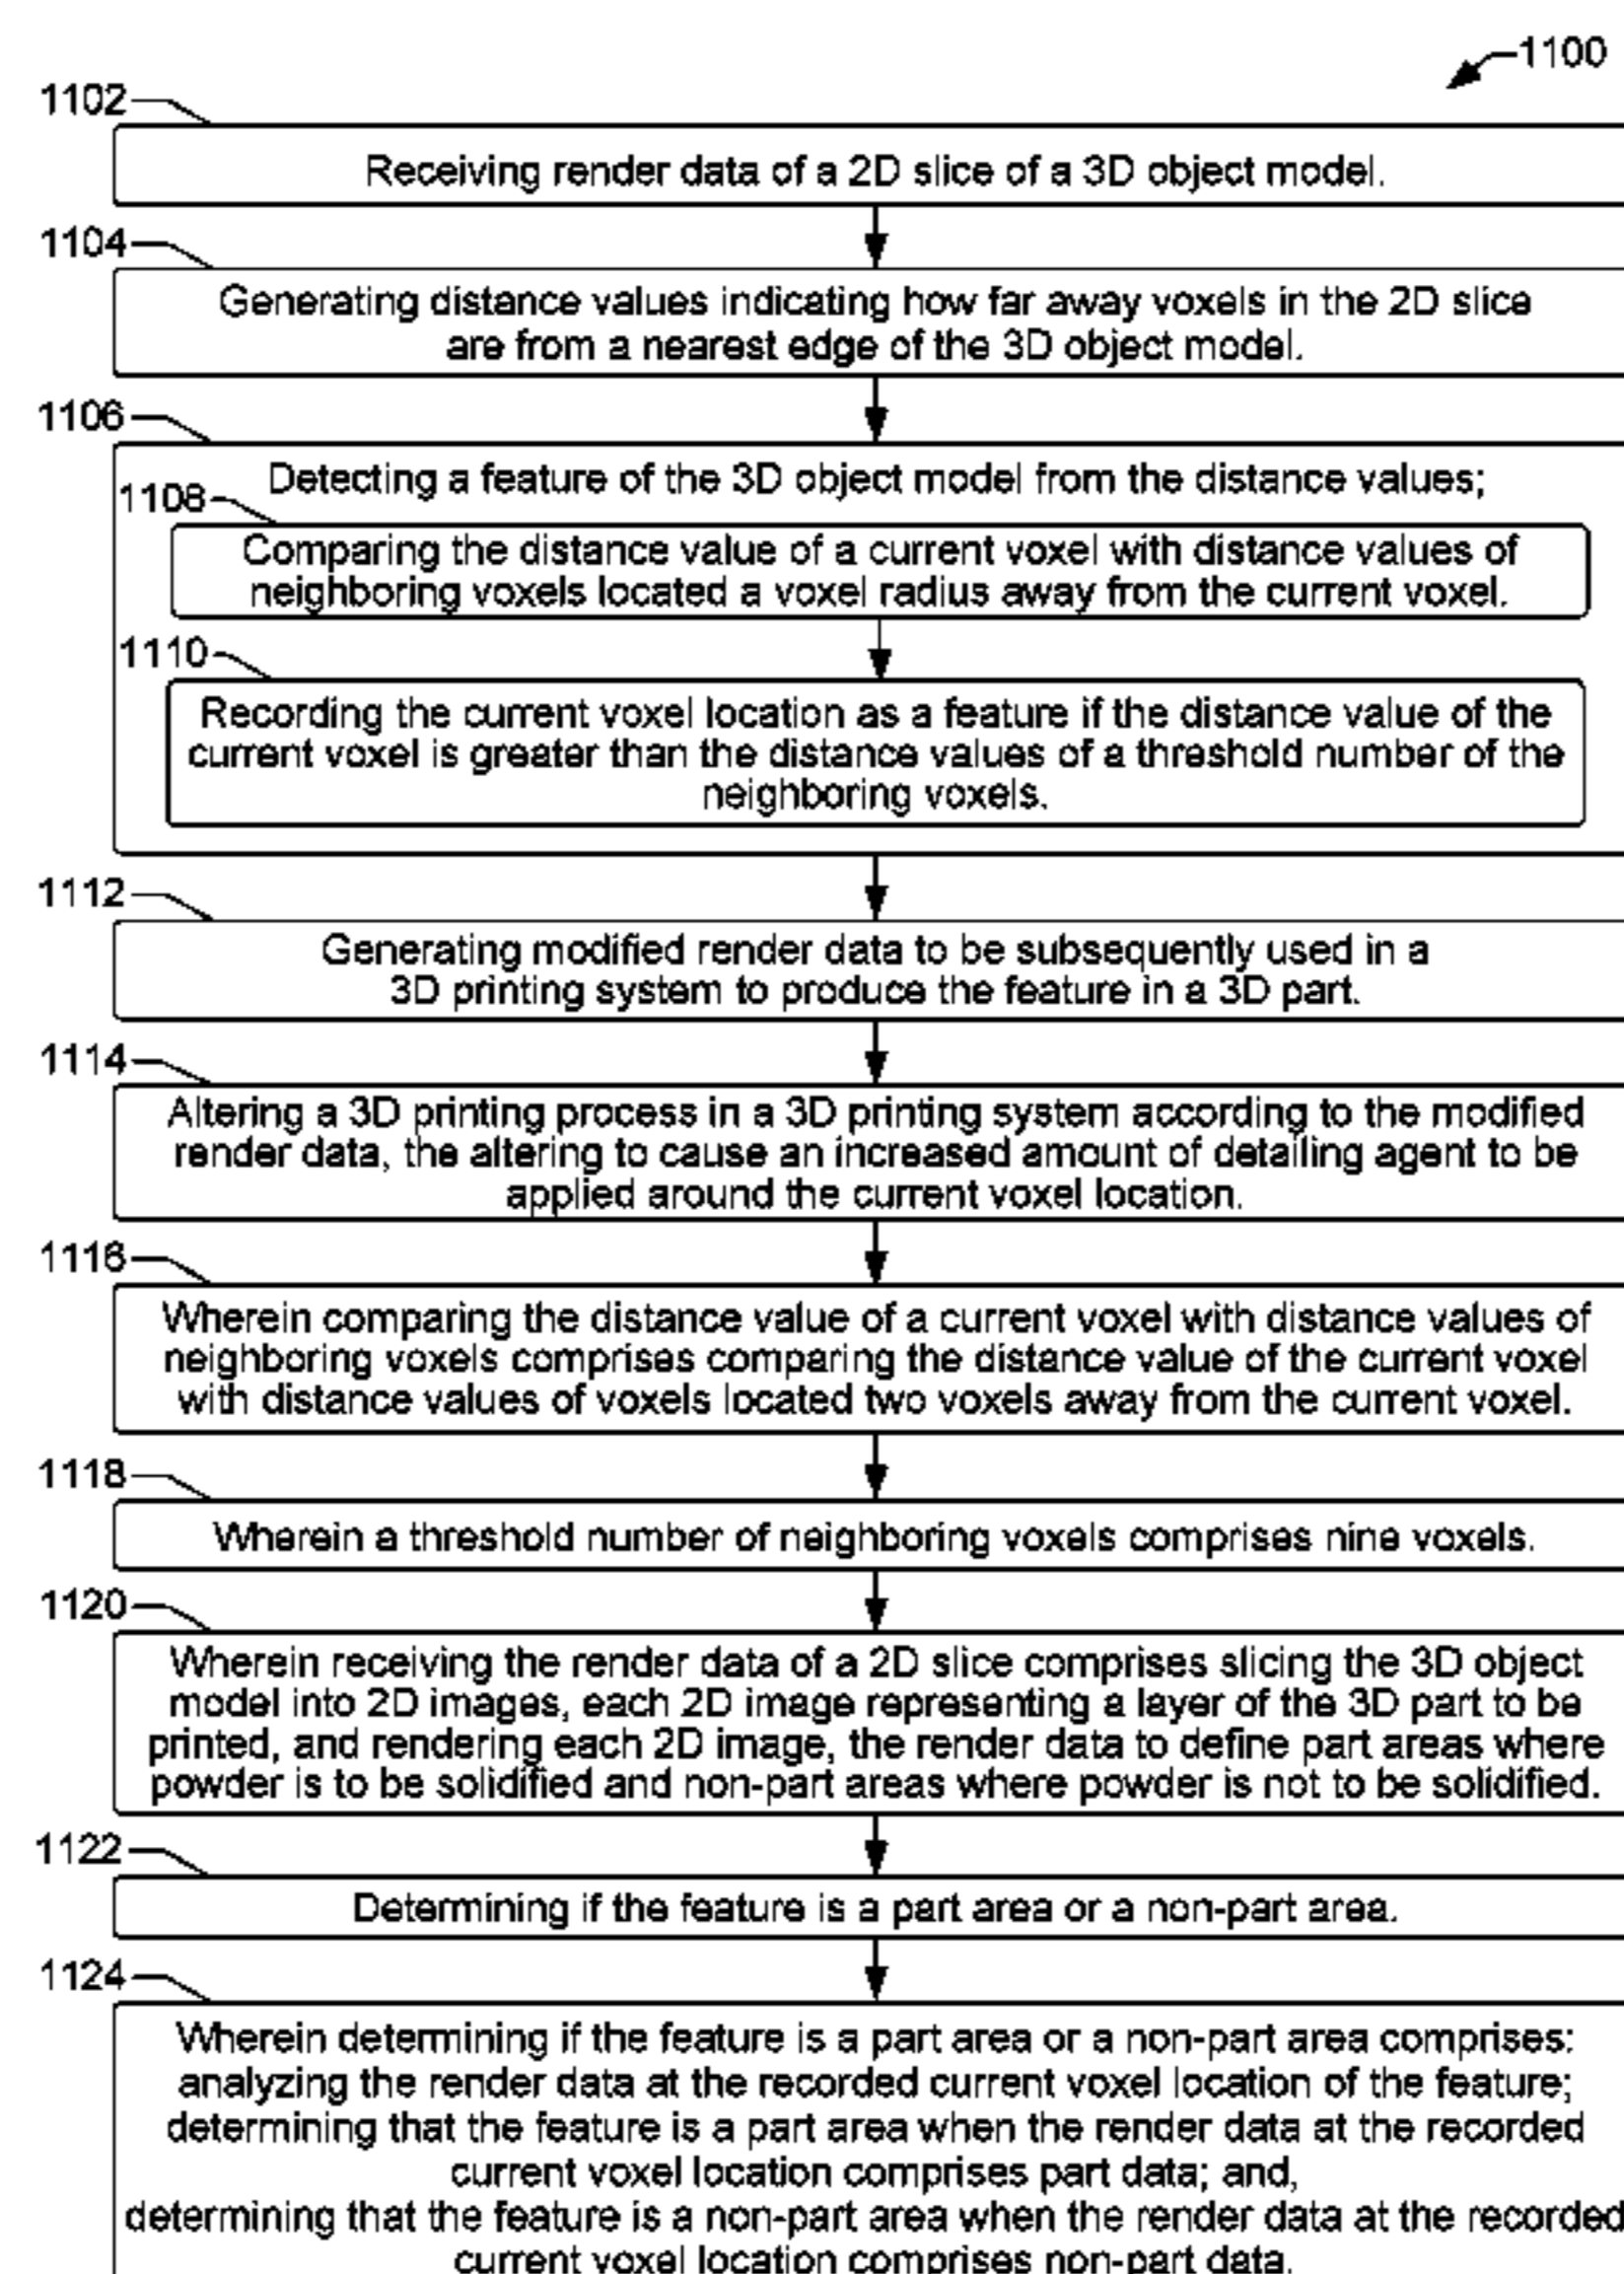 1100
1102
Receiving render data of a 2D slice of a 3D object model.
1104
Generating distance values indicating how far away voxels in the 2D slice
are from a nearest edge of the 3D object model.
1106
Detecting a feature of the 3D object model from the distance values;
1108
Comparing the distance value of a current voxel with distance values of
neighboring voxels located a voxel radius away from the current voxel.
1110
Recording the current voxel location as a feature if the distance value of the
current voxel is greater than the distance values of a threshold number of the
neighboring voxels.
1112
Generating modified render data to be subsequently used in a
3D printing system to produce the feature in a 3D part.
1114
Altering a 3D printing process in a 3D printing system according to the modified
render data, the altering to cause an increased amount of detailing agent to be
applied around the current voxel location.
1116
Wherein comparing the distance value of a current voxel with distance values of
neighboring voxels comprises comparing the distance value of the current voxel
with distance values of voxels located two voxels away from the current voxel.
1118
Wherein a threshold number of neighboring voxels comprises nine voxels.
1120
Wherein receiving the render data of a 2D slice comprises slicing the 3D object
model into 2D images, each 2D image representing a layer of the 3D part to be
printed, and rendering each 2D image, the render data to define part areas where
powder is to be solidified and non-part areas where powder is not to be solidified.
1122
Determining if the feature is a part area or a non-part area.
1124
Wherein determining if the feature is a part area or a non-part area comprises:
analyzing the render data at the recorded current voxel location of the feature;
determining that the feature is a part area when the render data at the recorded
current voxel location comprises part data; and,
determining that the feature is a non-part area when the render data at the recorded
current voxel location comprises non-part data.